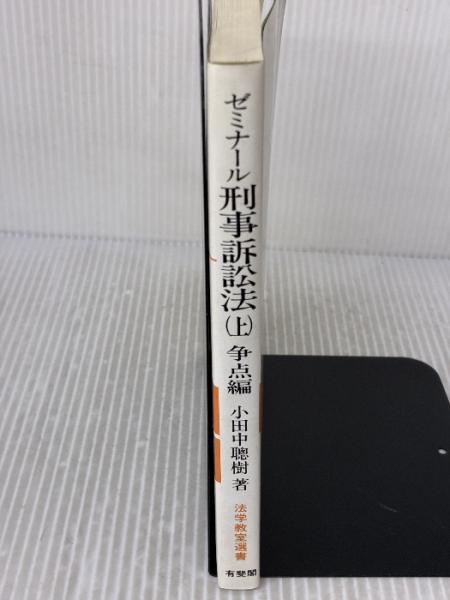 ゼミナール刑事訴訟法(上)争点編
小田中聰樹著
法学教室選書
有斐閣